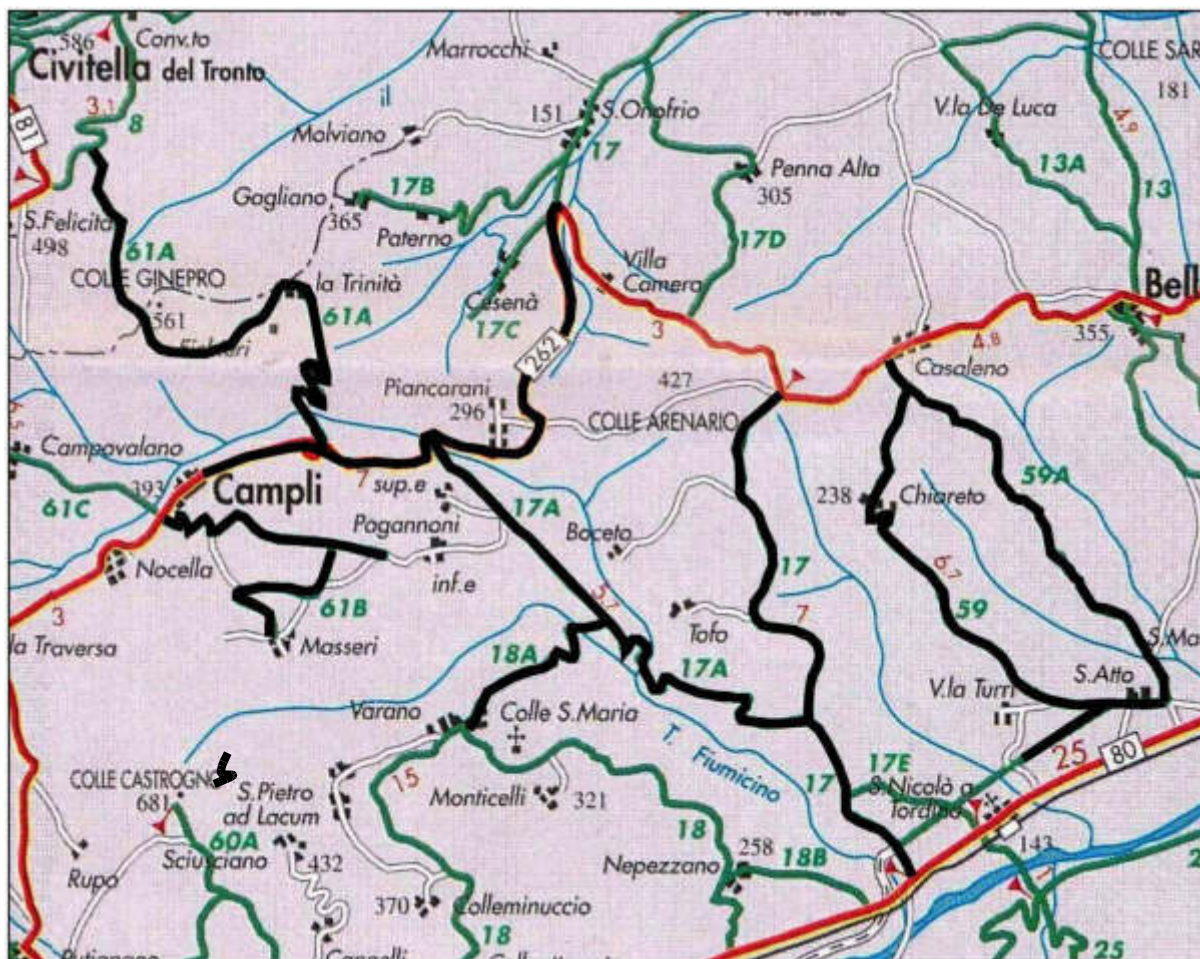 586
Conv.to
Marrocchi
COLLE SAR
Civitella del Tronto
il
181
3.1
8
81
151
S.Onofrio
V.la De Luca
4.9
Molviano
17
Penna Alta
13A
13
Gogliano
17B
305
365
S.Felicita
Paterno
17D
498
61A
Villa
Camera
COLLE GINEPRO
la Trinità
Cesenà
Bell
561
61A
17C
3
4.8
355
262
Casaleno
Piancarani
427
296
COLLE ARENARIO
Campovalano
59A
393
Campli
7
sup.e
238
Chiareto
61C
17A
Pagannoni
Boceto
Nocella
inf.e
17
6.7
3
61B
5.7
7
59
la Traversa
Masseri
Tofo
S.Ma
18A
17A
S.Atto
V.la Turri
Varano
Colle S.Maria
T. Fiumicino
25
80
17E
COLLE CASTROGNO
15
17
S.Nicolò a
Tordino
681
S.Pietro
ad Lacum
Monticelli
321
60A
18
143
Sciusciano
432
Nepezzano
258
18B
Rupo
370
Colleminuccio
18
25